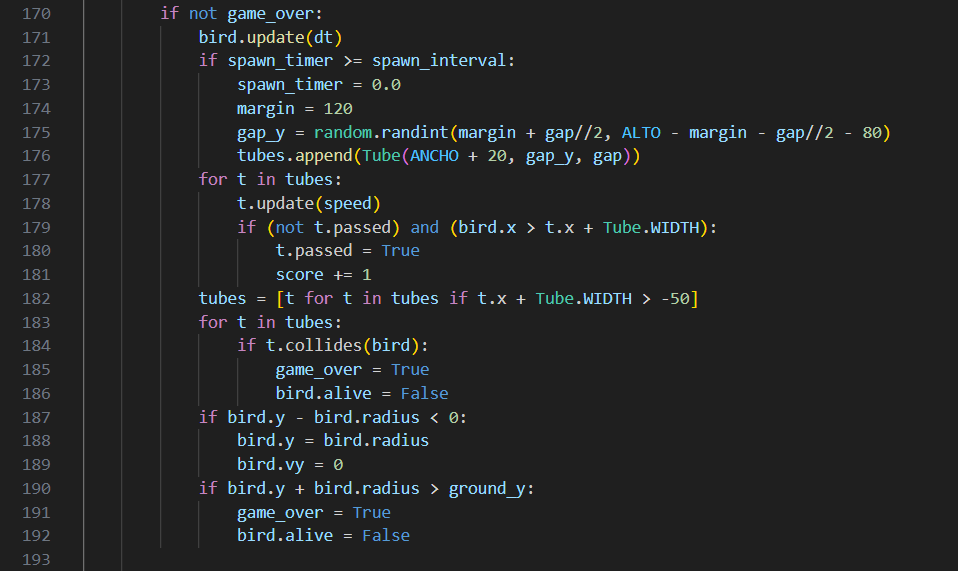 170 if not game_over:
171 bird.update(dt)
172 if spawn_timer >= spawn_interval:
173 spawn_timer = 0.0
174 margin = 120
175 gap_y = random.randint(margin + gap//2, ALTO - margin - gap//2 - 80)
176 tubes.append(Tube(ANCHO + 20, gap_y, gap))
177 for t in tubes:
178 t.update(speed)
179 if (not t.passed) and (bird.x > t.x + Tube.WIDTH):
180 t.passed = True
181 score += 1
182 tubes = [t for t in tubes if t.x + Tube.WIDTH > -50]
183 for t in tubes:
184 if t.collides(bird):
185 game_over = True
186 bird.alive = False
187 if bird.y - bird.radius < 0:
188 bird.y = bird.radius
189 bird.vy = 0
190 if bird.y + bird.radius > ground_y:
191 game_over = True
192 bird.alive = False
193